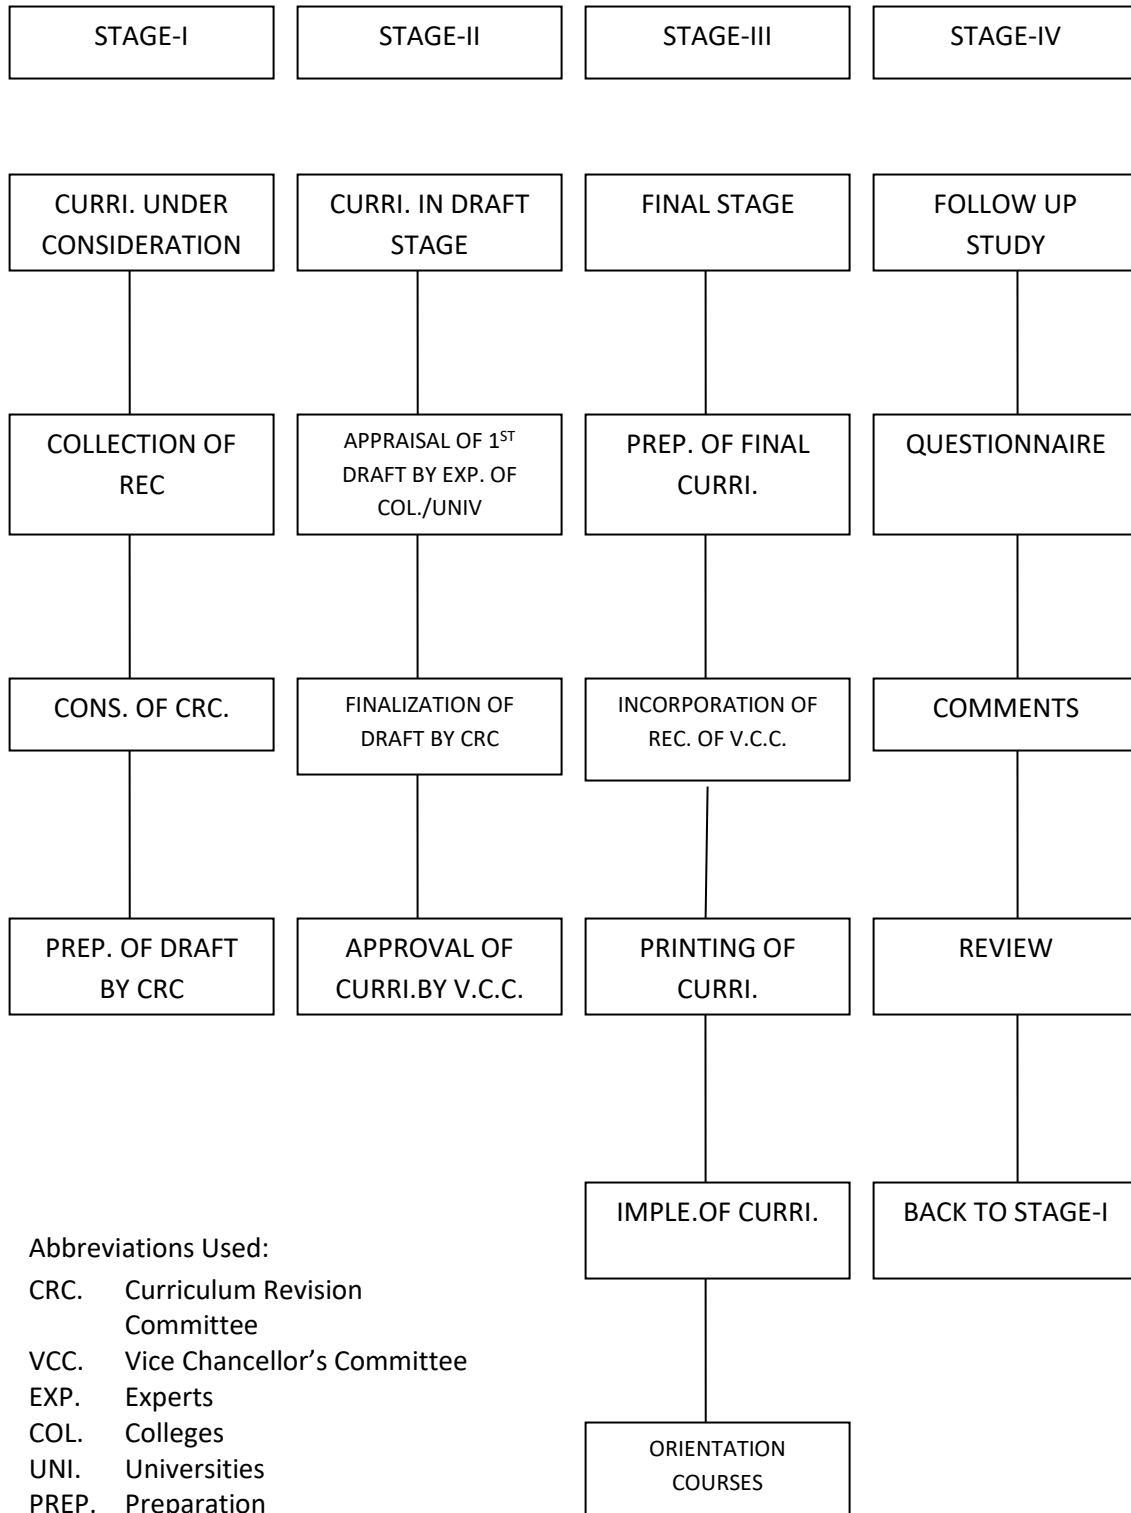 STAGE-I
STAGE-II
STAGE-III
STAGE-IV
CURRI. UNDER
CONSIDERATION
CURRI. IN DRAFT
STAGE
FINAL STAGE
FOLLOW UP
STUDY
COLLECTION OF
REC
APPRAISAL OF 1ST
DRAFT BY EXP. OF
COL./UNIV
PREP. OF FINAL
CURRI.
QUESTIONNAIRE
CONS. OF CRC.
FINALIZATION OF
DRAFT BY CRC
INCORPORATION OF
REC. OF V.C.C.
COMMENTS
PREP. OF DRAFT
BY CRC
APPROVAL OF
CURRI.BY V.C.C.
PRINTING OF
CURRI.
REVIEW
IMPLE.OF CURRI.
BACK TO STAGE-I
ORIENTATION
COURSES
Abbreviations Used:
CRC. Curriculum Revision
Committee
VCC. Vice Chancellor’s Committee
EXP. Experts
COL. Colleges
UNI. Universities
PREP. Preparation